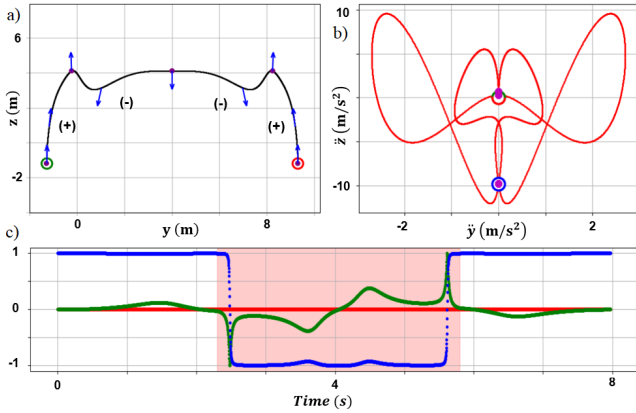 a)
6
z (m)
-2
(+)
(-)
(-)
(+)
0
8
y (m)
b)
10
z̈ (m/s²)
-10
-2
2
ÿ (m/s²)
c)
1
0
-1
0
4
8
Time (s)